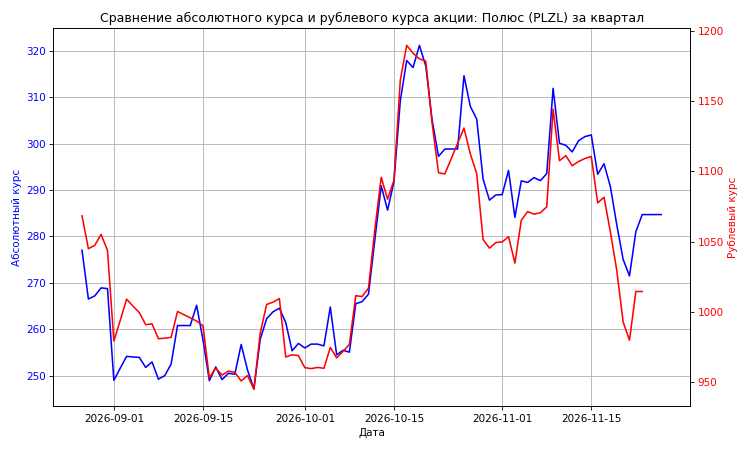 Сравнение абсолютного курса и рублевого курса акции: Полюс (PLZL) за квартал
320
310
300
290
280
270
260
250
Абсолютный курс
1200
1150
1100
1050
1000
950
Рублевый курс
2026-09-01 2026-09-15 2026-10-01 2026-10-15 2026-11-01 2026-11-15
Дата